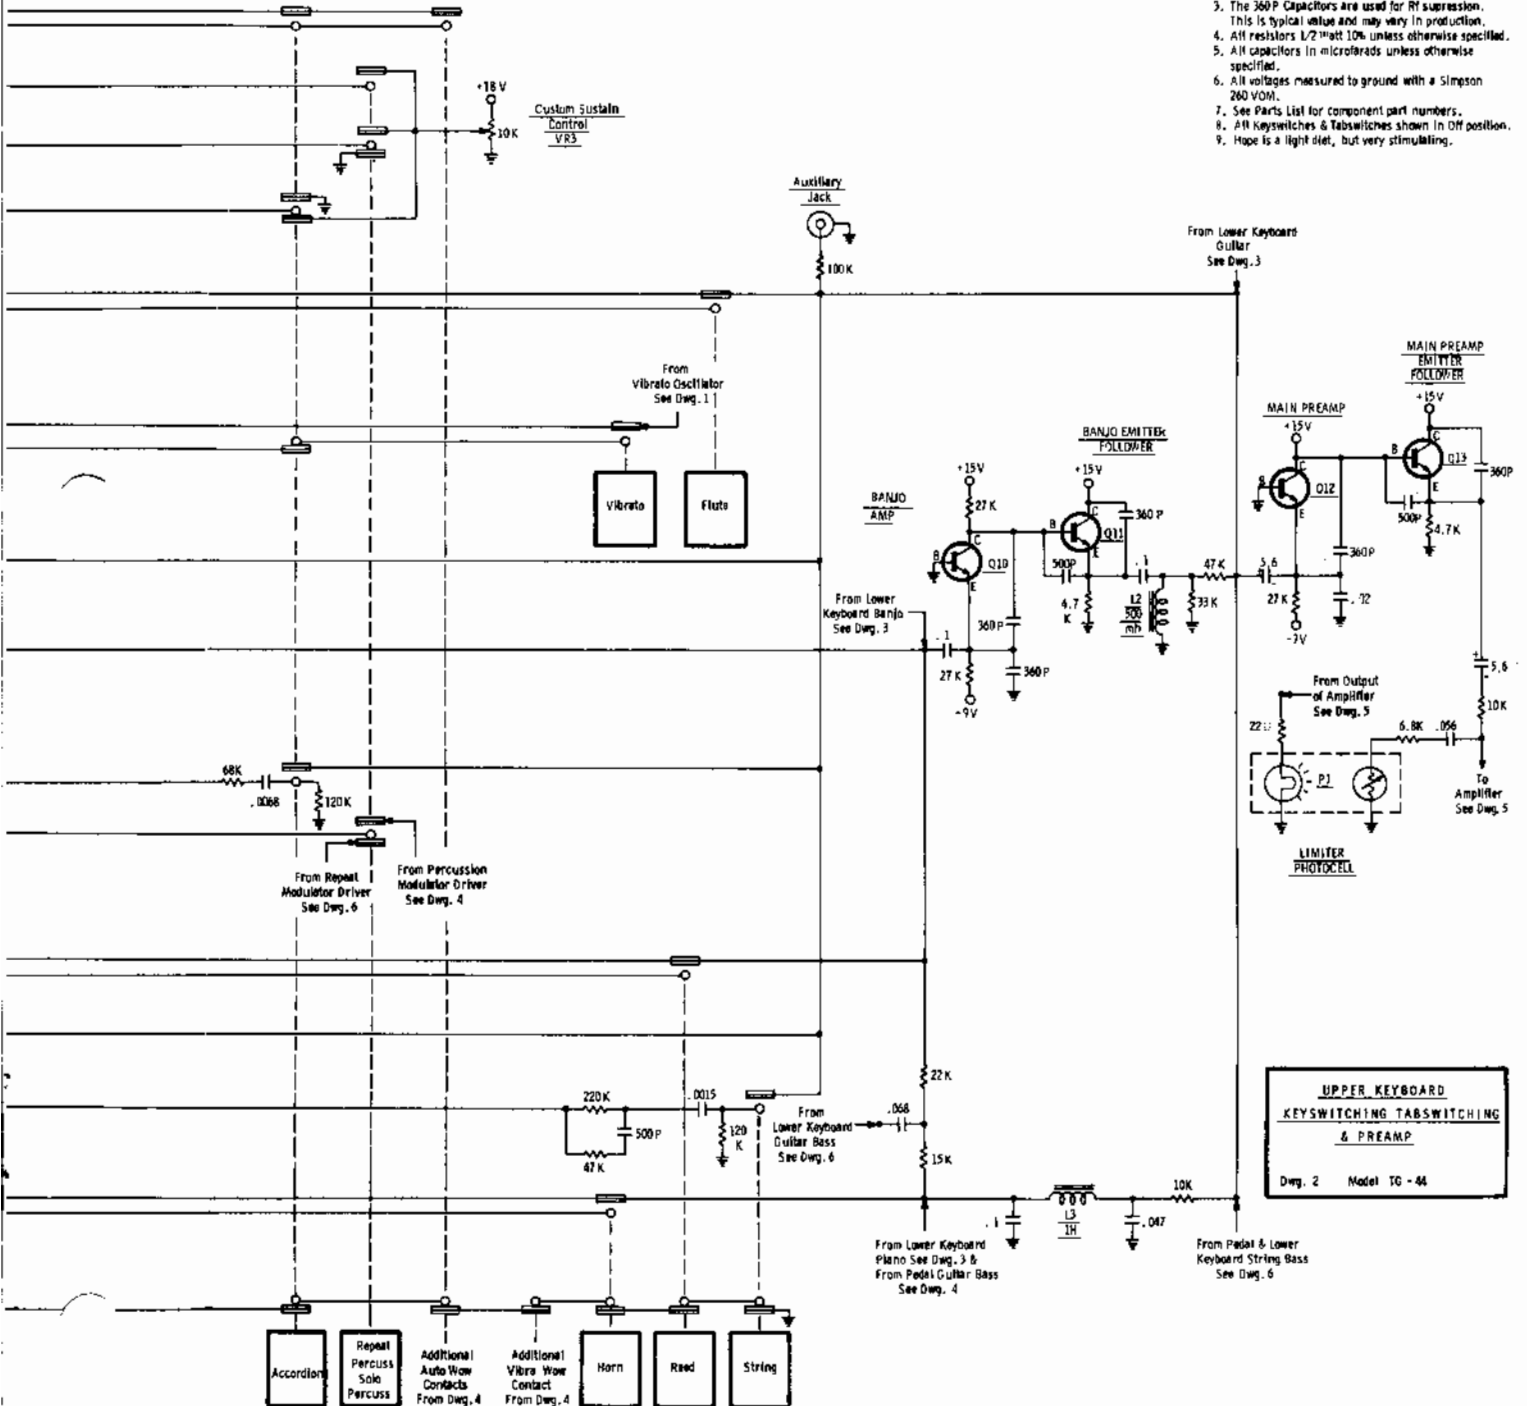 3. The 360P Capacitors are used for Rf supression.
This is typical value and may vary in production.
4. All resistors 1/2 watt 10% unless otherwise specified.
5. All capacitors in microfarads unless otherwise
specified.
6. All voltages measured to ground with a Simpson
260 VOM.
7. See Parts List for component part numbers.
8. All Keyswitches & Tabswitches shown in Off position.
9. Hope is a light diet, but very stimulating.
+18 V
10K
Custom Sustain
Control
VR3
Auxiliary
Jack
100K
From Lower Keyboard
Guitar
See Dwg. 3
From
Vibrato Oscillator
See Dwg. 1
Vibrato
Flute
BANJO
AMP
+15V
27 K
B
C
E
Q10
360 P
360 P
.1
27 K
-9V
BANJO EMITTER
FOLLOWER
+15V
B
C
E
Q11
360 P
500P
4.7
K
.1
L2
500
mh
33 K
47 K
MAIN PREAMP
+15V
B
C
E
Q12
5.6
27 K
-9V
360P
.02
MAIN PREAMP
EMITTER
FOLLOWER
+15V
B
C
E
Q13
360P
500P
4.7K
+
5.6
-
10K
From Lower
Keyboard Banjo
See Dwg. 3
From Output
of Amplifier
See Dwg. 5
P1
6.8K
.056
To
Amplifier
See Dwg. 5
LIMITER
PHOTOCELL
68K
.0068
120K
From Repeat
Modulator Driver
See Dwg. 6
From Percussion
Modulator Driver
See Dwg. 4
220K
500 P
47 K
.0015
120
K
From
Lower Keyboard
Guitar Bass
See Dwg. 6
.068
22 K
15K
.1
L3
1H
.047
10K
From Lower Keyboard
Piano See Dwg. 3 &
From Pedal Guitar Bass
See Dwg. 4
From Pedal & Lower
Keyboard String Bass
See Dwg. 6
UPPER KEYBOARD
KEYSWITCHING TABSWITCHING
& PREAMP
Dwg. 2 Model TG - 44
Accordion
Repeat
Percuss
Solo
Percuss
Additional
Auto Wow
Contacts
From Dwg. 4
Additional
Vibra Wow
Contact
From Dwg. 4
Horn
Reed
String